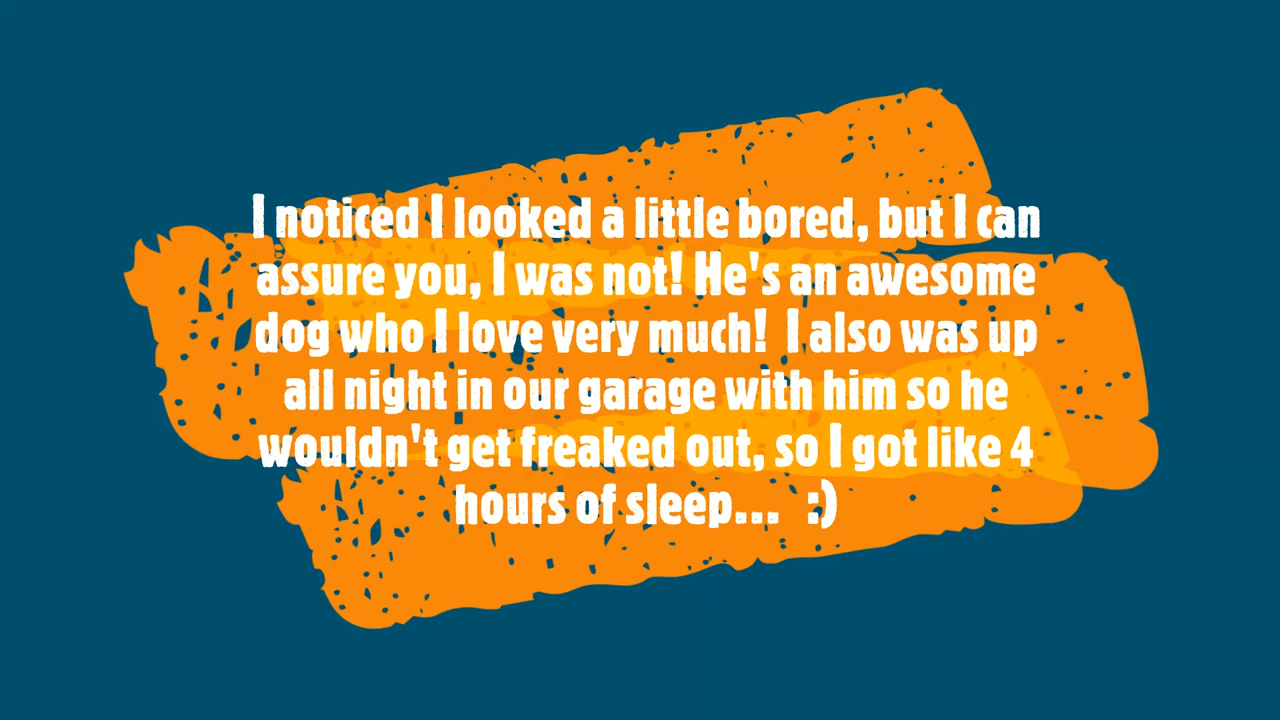 I noticed I looked a little bored, but I can
assure you, I was not! He's an awesome
dog who I love very much!  I also was up
all night in our garage with him so he
wouldn't get freaked out, so I got like 4
hours of sleep...  :)